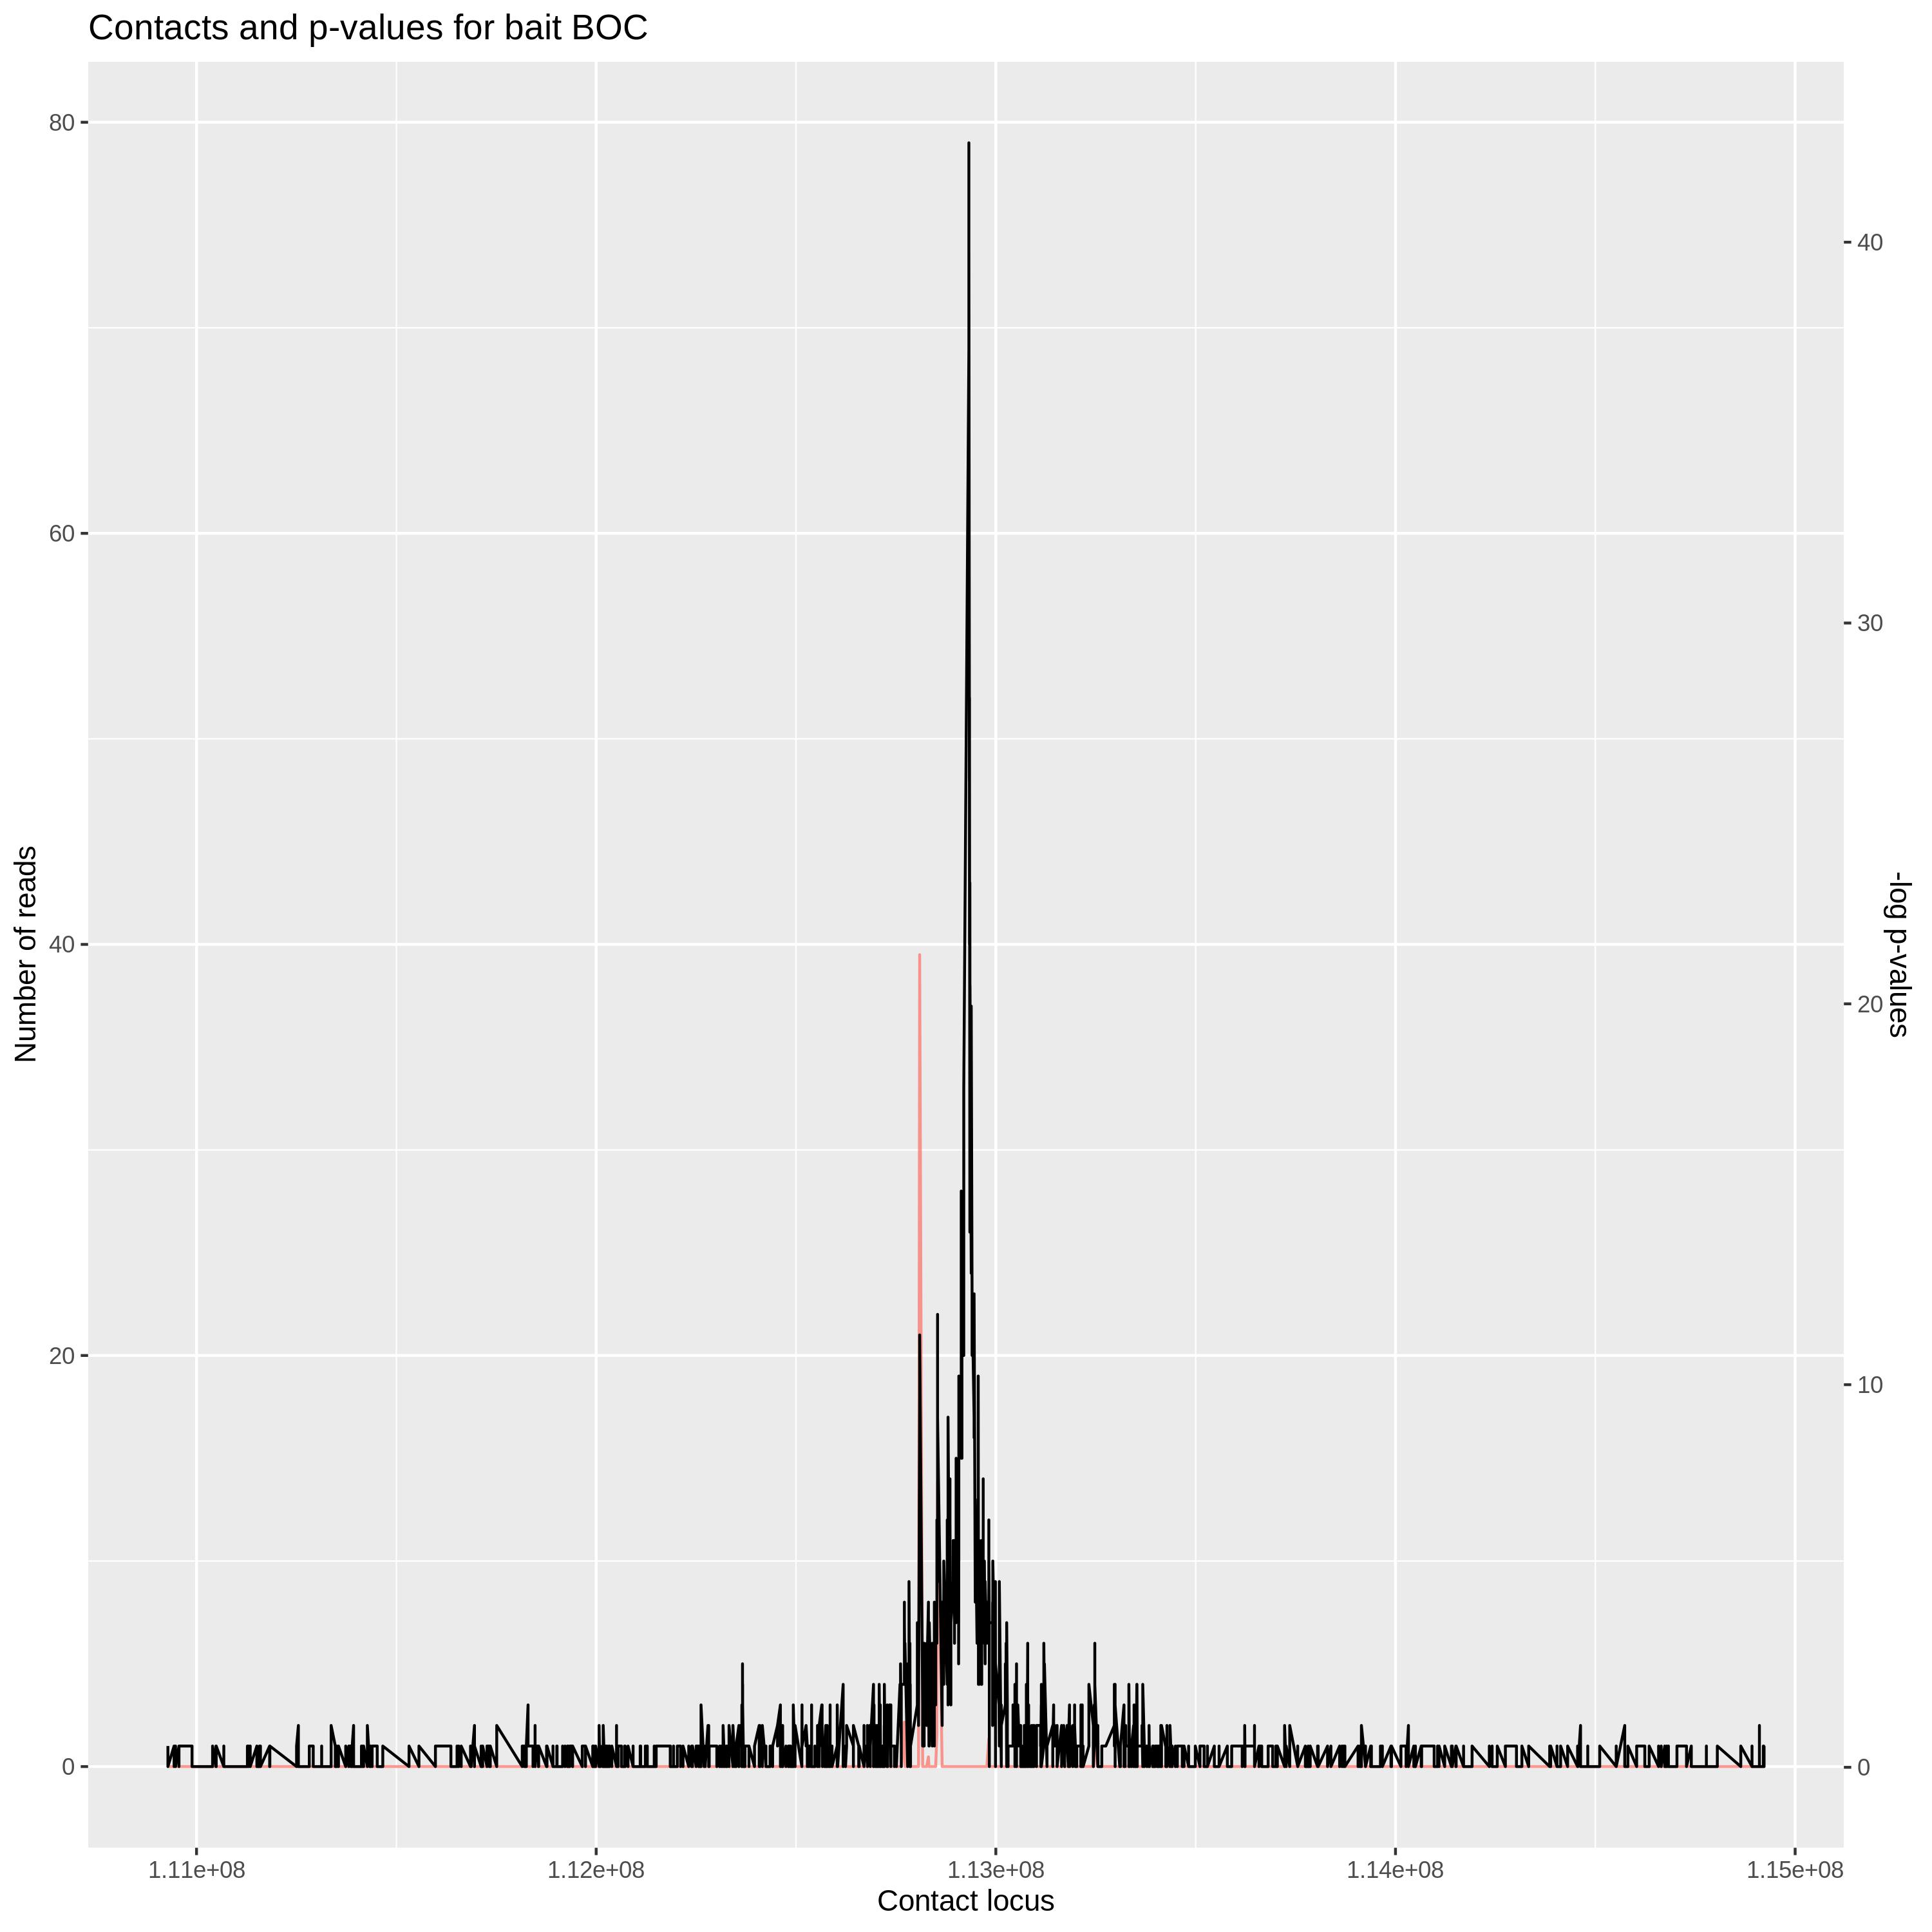 Contacts and p-values for bait BOC
80
60
40
20
0
Number of reads
40
30
20
10
0
-log p-values
1.11e+08
1.12e+08
1.13e+08
1.14e+08
1.15e+08
Contact locus